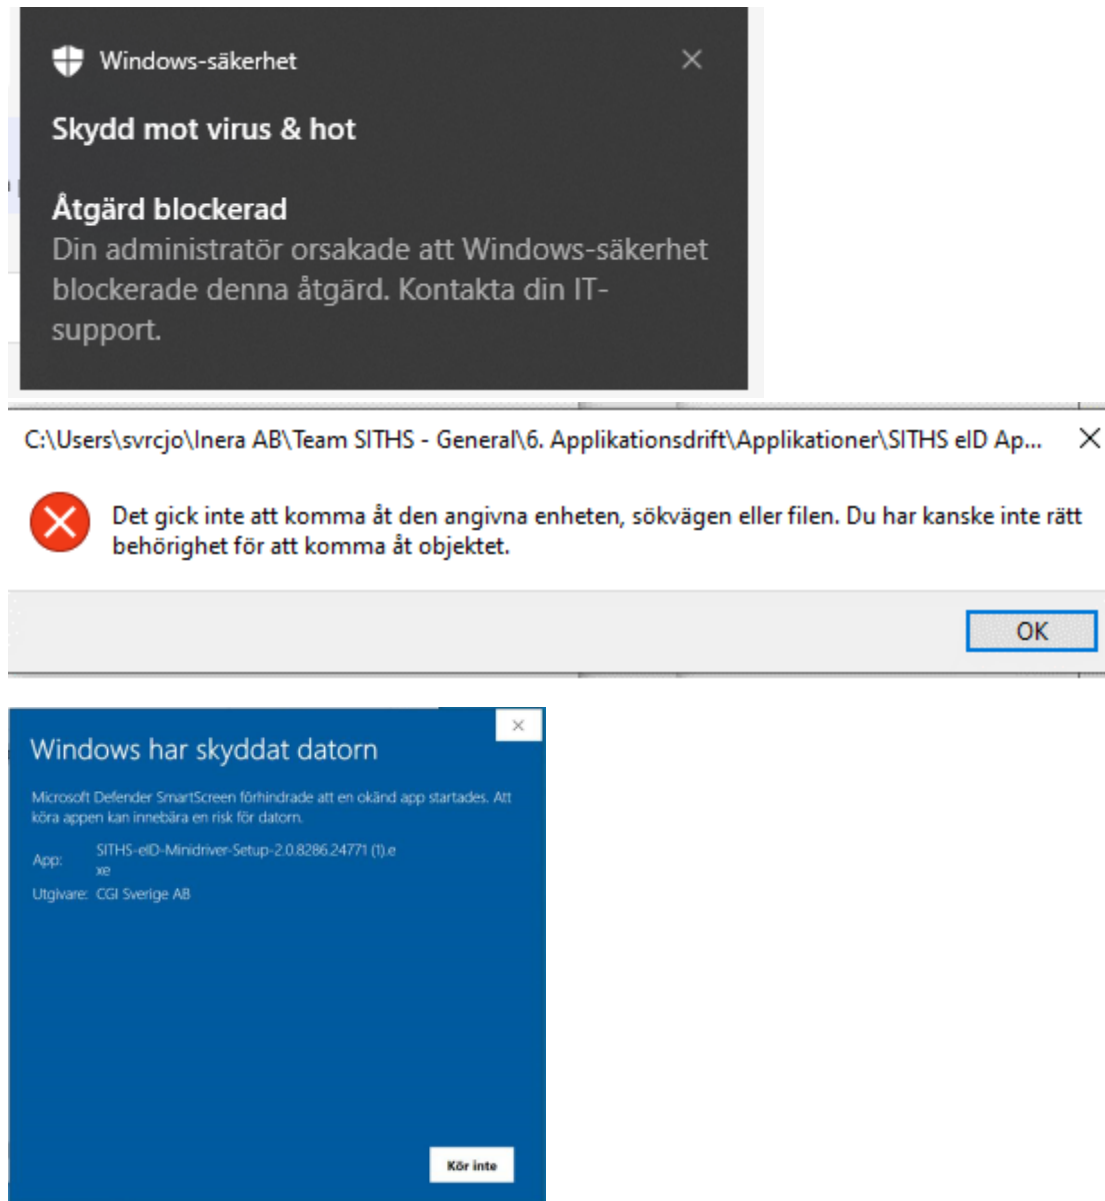 Windows-säkerhet
Skydd mot virus & hot
Åtgärd blockerad
Din administratör orsakade att Windows-säkerhet
blockerade denna åtgärd. Kontakta din IT-
support.
C:\Users\svrcjo\Inera AB\Team SITHS - General\6. Applikationsdrift\Applikationer\SITHS eID Ap...
Det gick inte att komma åt den angivna enheten, sökvägen eller filen. Du har kanske inte rätt
behörighet för att komma åt objektet.
OK
Windows har skyddat datorn
Microsoft Defender SmartScreen förhindrade att en okänd app startades. Att
köra appen kan innebära en risk för datorn.
App: SITHS-eID-Minidriver-Setup-2.0.8286.24771 (1).e
xe
Utgivare: CGI Sverige AB
Kör inte